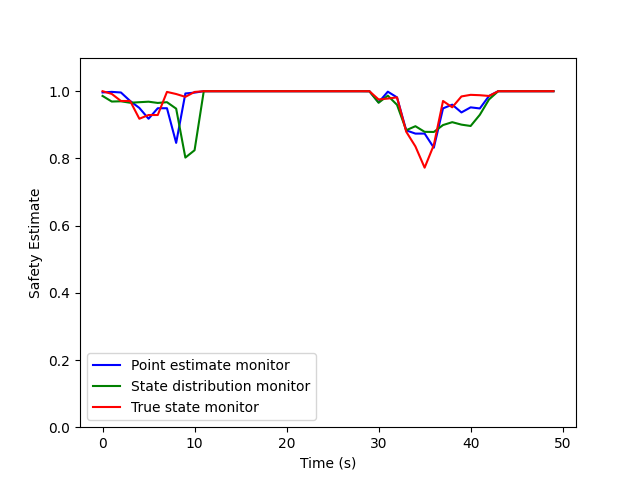 1.0
0.8
0.6
0.4
0.2
0.0
Safety Estimate
Point estimate monitor
State distribution monitor
True state monitor
0 10 20 30 40 50
Time (s)